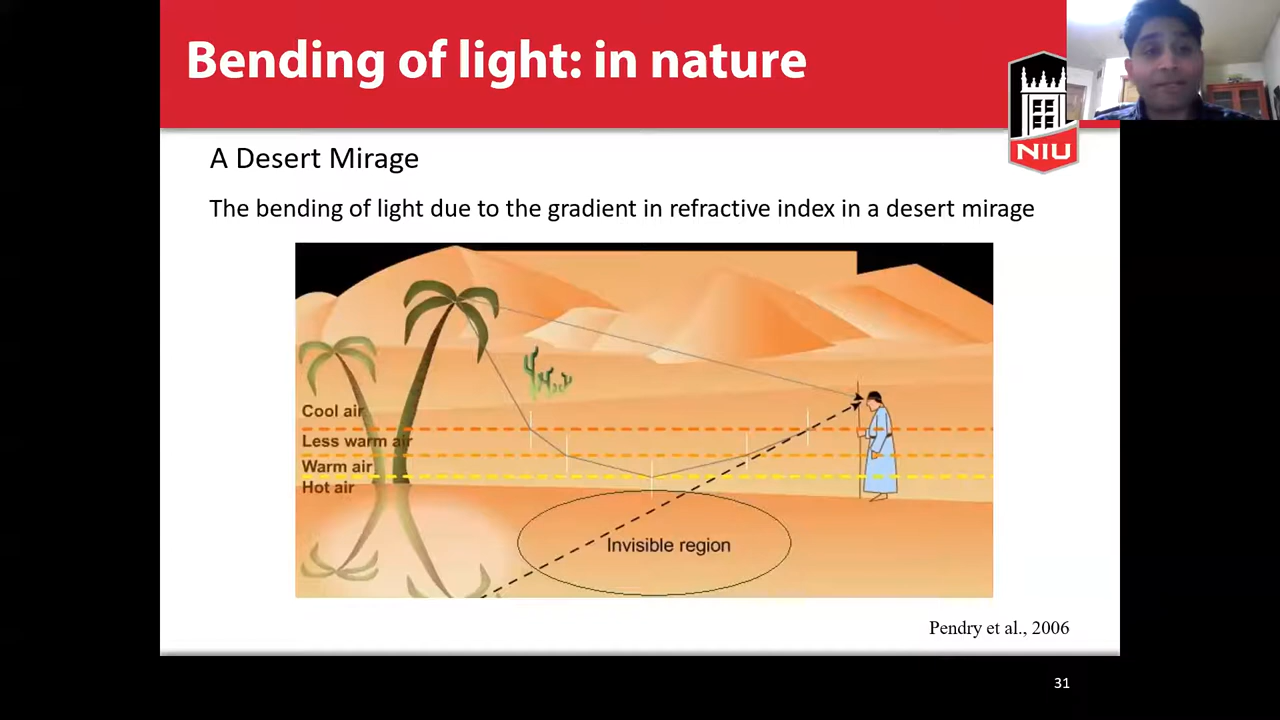 Bending of light: in nature
NIU
A Desert Mirage
The bending of light due to the gradient in refractive index in a desert mirage
Cool air
Less warm air
Warm air
Hot air
Invisible region
Pendry et al., 2006
31